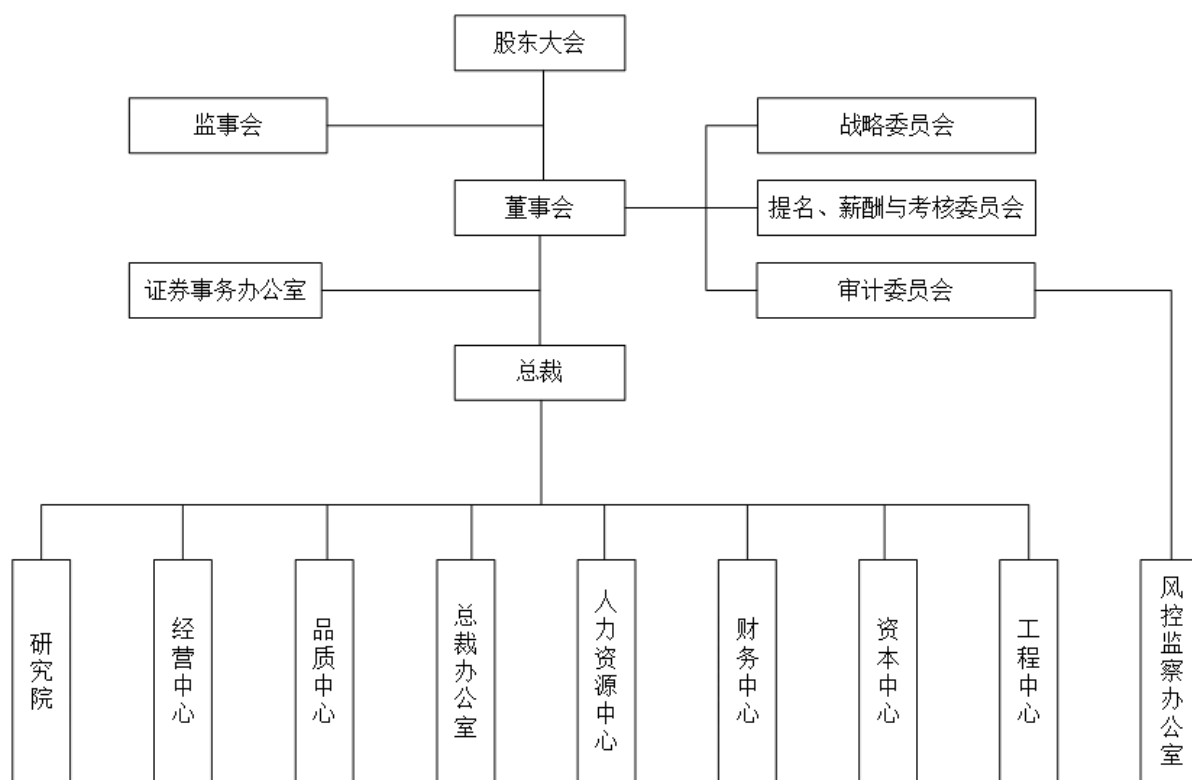 股东大会
监事会
战略委员会
董事会
提名、薪酬与考核委员会
证券事务办公室
审计委员会
总裁
研究院
经营中心
品质中心
总裁办公室
人力资源中心
财务中心
资本中心
工程中心
风控监察办公室